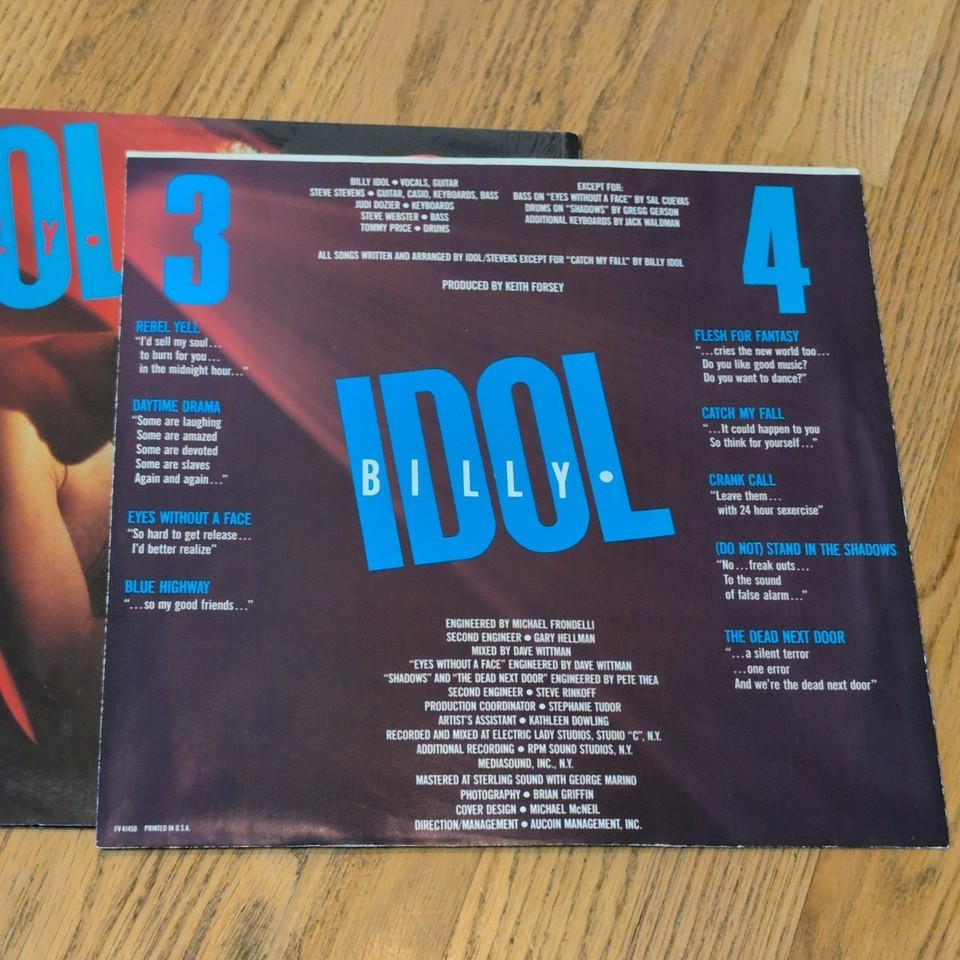 IDOL
LY•
3
BILLY IDOL • VOCALS, GUITAR
STEVE STEVENS • GUITAR, CASIO, KEYBOARDS, BASS
JUDI DOZIER • KEYBOARDS
STEVE WEBSTER • BASS
TOMMY PRICE • DRUMS
EXCEPT FOR:
BASS ON "EYES WITHOUT A FACE" BY SAL CUEVAS
DRUMS ON "SHADOWS" BY GREGG GERSON
ADDITIONAL KEYBOARDS BY JACK WALDMAN
4
ALL SONGS WRITTEN AND ARRANGED BY IDOL/STEVENS EXCEPT FOR "CATCH MY FALL" BY BILLY IDOL
PRODUCED BY KEITH FORSEY
REBEL YELL
"I'd sell my soul...
to burn for you...
in the midnight hour..."
DAYTIME DRAMA
"Some are laughing
Some are amazed
Some are devoted
Some are slaves
Again and again..."
EYES WITHOUT A FACE
"So hard to get release...
I'd better realize"
BLUE HIGHWAY
"...so my good friends..."
IDOL
BILLY•
FLESH FOR FANTASY
"...cries the new world too...
Do you like good music?
Do you want to dance?"
CATCH MY FALL
"...It could happen to you
So think for yourself..."
CRANK CALL
"Leave them...
with 24 hour sexercise"
(DO NOT) STAND IN THE SHADOWS
"No...freak outs...
To the sound
of false alarm..."
THE DEAD NEXT DOOR
"...a silent terror
...one error
And we're the dead next door"
ENGINEERED BY MICHAEL FRONDELLI
SECOND ENGINEER • GARY HELLMAN
MIXED BY DAVE WITTMAN
"EYES WITHOUT A FACE" ENGINEERED BY DAVE WITTMAN
"SHADOWS" AND "THE DEAD NEXT DOOR" ENGINEERED BY PETE THEA
SECOND ENGINEER • STEVE RINKOFF
PRODUCTION COORDINATOR • STEPHANIE TUDOR
ARTIST'S ASSISTANT • KATHLEEN DOWLING
RECORDED AND MIXED AT ELECTRIC LADY STUDIOS, STUDIO "C", N.Y.
ADDITIONAL RECORDING • RPM SOUND STUDIOS, N.Y.
MEDIASOUND, INC., N.Y.
MASTERED AT STERLING SOUND WITH GEORGE MARINO
PHOTOGRAPHY • BRIAN GRIFFIN
COVER DESIGN • MICHAEL McNEIL
DIRECTION/MANAGEMENT • AUCOIN MANAGEMENT, INC.
FV 41450 PRINTED IN U.S.A.